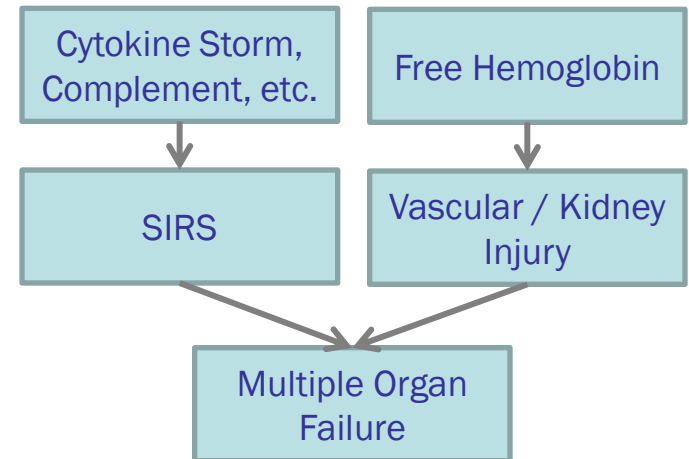 Cytokine Storm,
Complement, etc.
Free Hemoglobin
SIRS
Vascular / Kidney
Injury
Multiple Organ
Failure